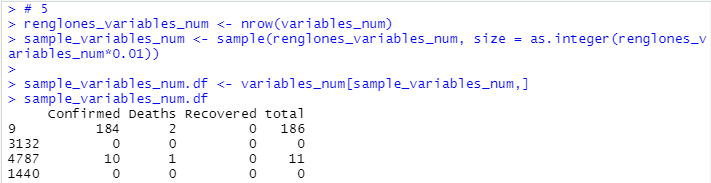 > # 5
> renglones_variables_num <- nrow(variables_num)
> sample_variables_num <- sample(renglones_variables_num, size = as.integer(renglones_v
ariables_num*0.01))
>
> sample_variables_num.df <- variables_num[sample_variables_num,]
> sample_variables_num.df
     Confirmed Deaths Recovered total
9          184      2         0   186
3132         0      0         0     0
4787        10      1         0    11
1440         0      0         0     0